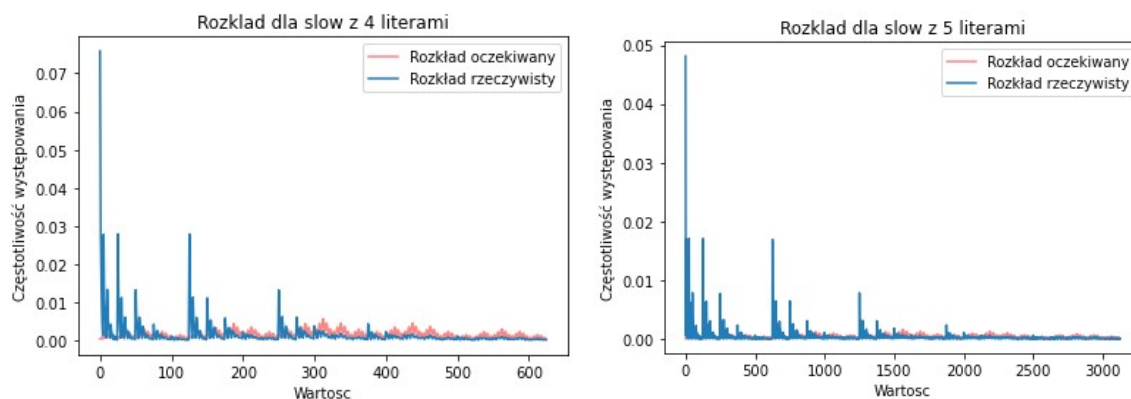 Rozklad dla slow z 4 literami
Rozkład oczekiwany
Rozkład rzeczywisty
Częstotliwość występowania
0.07
0.06
0.05
0.04
0.03
0.02
0.01
0.00
0 100 200 300 400 500 600
Wartosc
Rozklad dla slow z 5 literami
Rozkład oczekiwany
Rozkład rzeczywisty
Częstotliwość występowania
0.05
0.04
0.03
0.02
0.01
0.00
0 500 1000 1500 2000 2500 3000
Wartosc